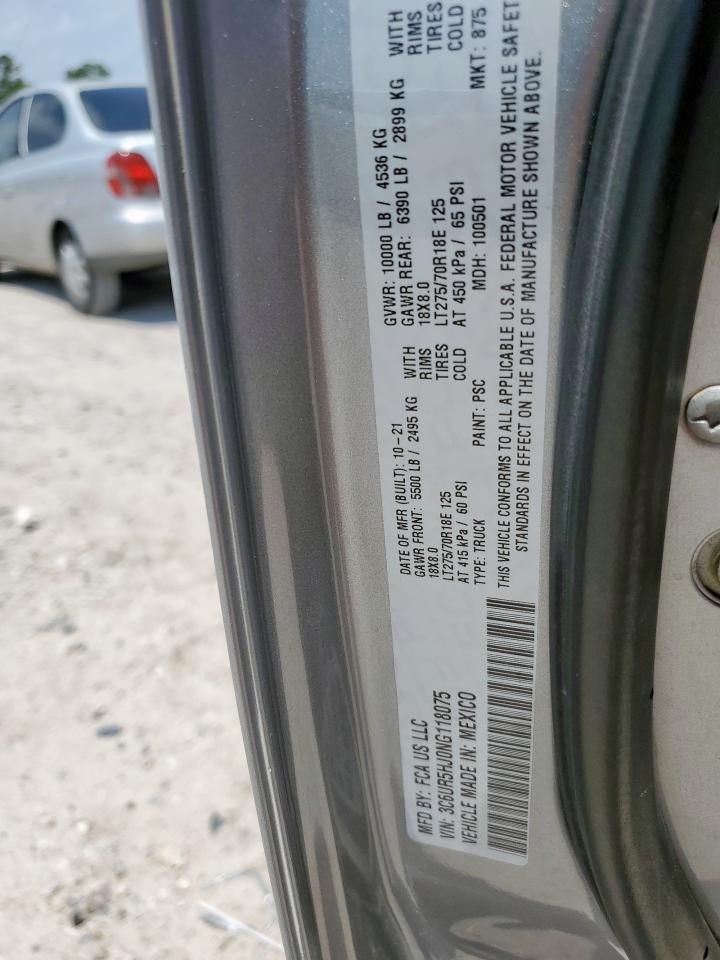 MFD BY: FCA US LLC
VIN: 3C6UR5HJ0NG118075
VEHICLE MADE IN: MEXICO
DATE OF MFR (BUILT): 10-21
GAWR FRONT: 5500 LB / 2495 KG WITH
18X8.0 RIMS
LT275/70R18E 125 TIRES
AT 415 kPa / 60 PSI COLD
TYPE: TRUCK PAINT: PSC
GVWR: 10000 LB / 4536 KG
GAWR REAR: 6390 LB / 2899 KG WITH
18X8.0 RIMS
LT275/70R18E 125 TIRES
AT 450 kPa / 65 PSI COLD
MDH: 100501 MKT: 875
THIS VEHICLE CONFORMS TO ALL APPLICABLE U.S.A. FEDERAL MOTOR VEHICLE SAFET
STANDARDS IN EFFECT ON THE DATE OF MANUFACTURE SHOWN ABOVE.